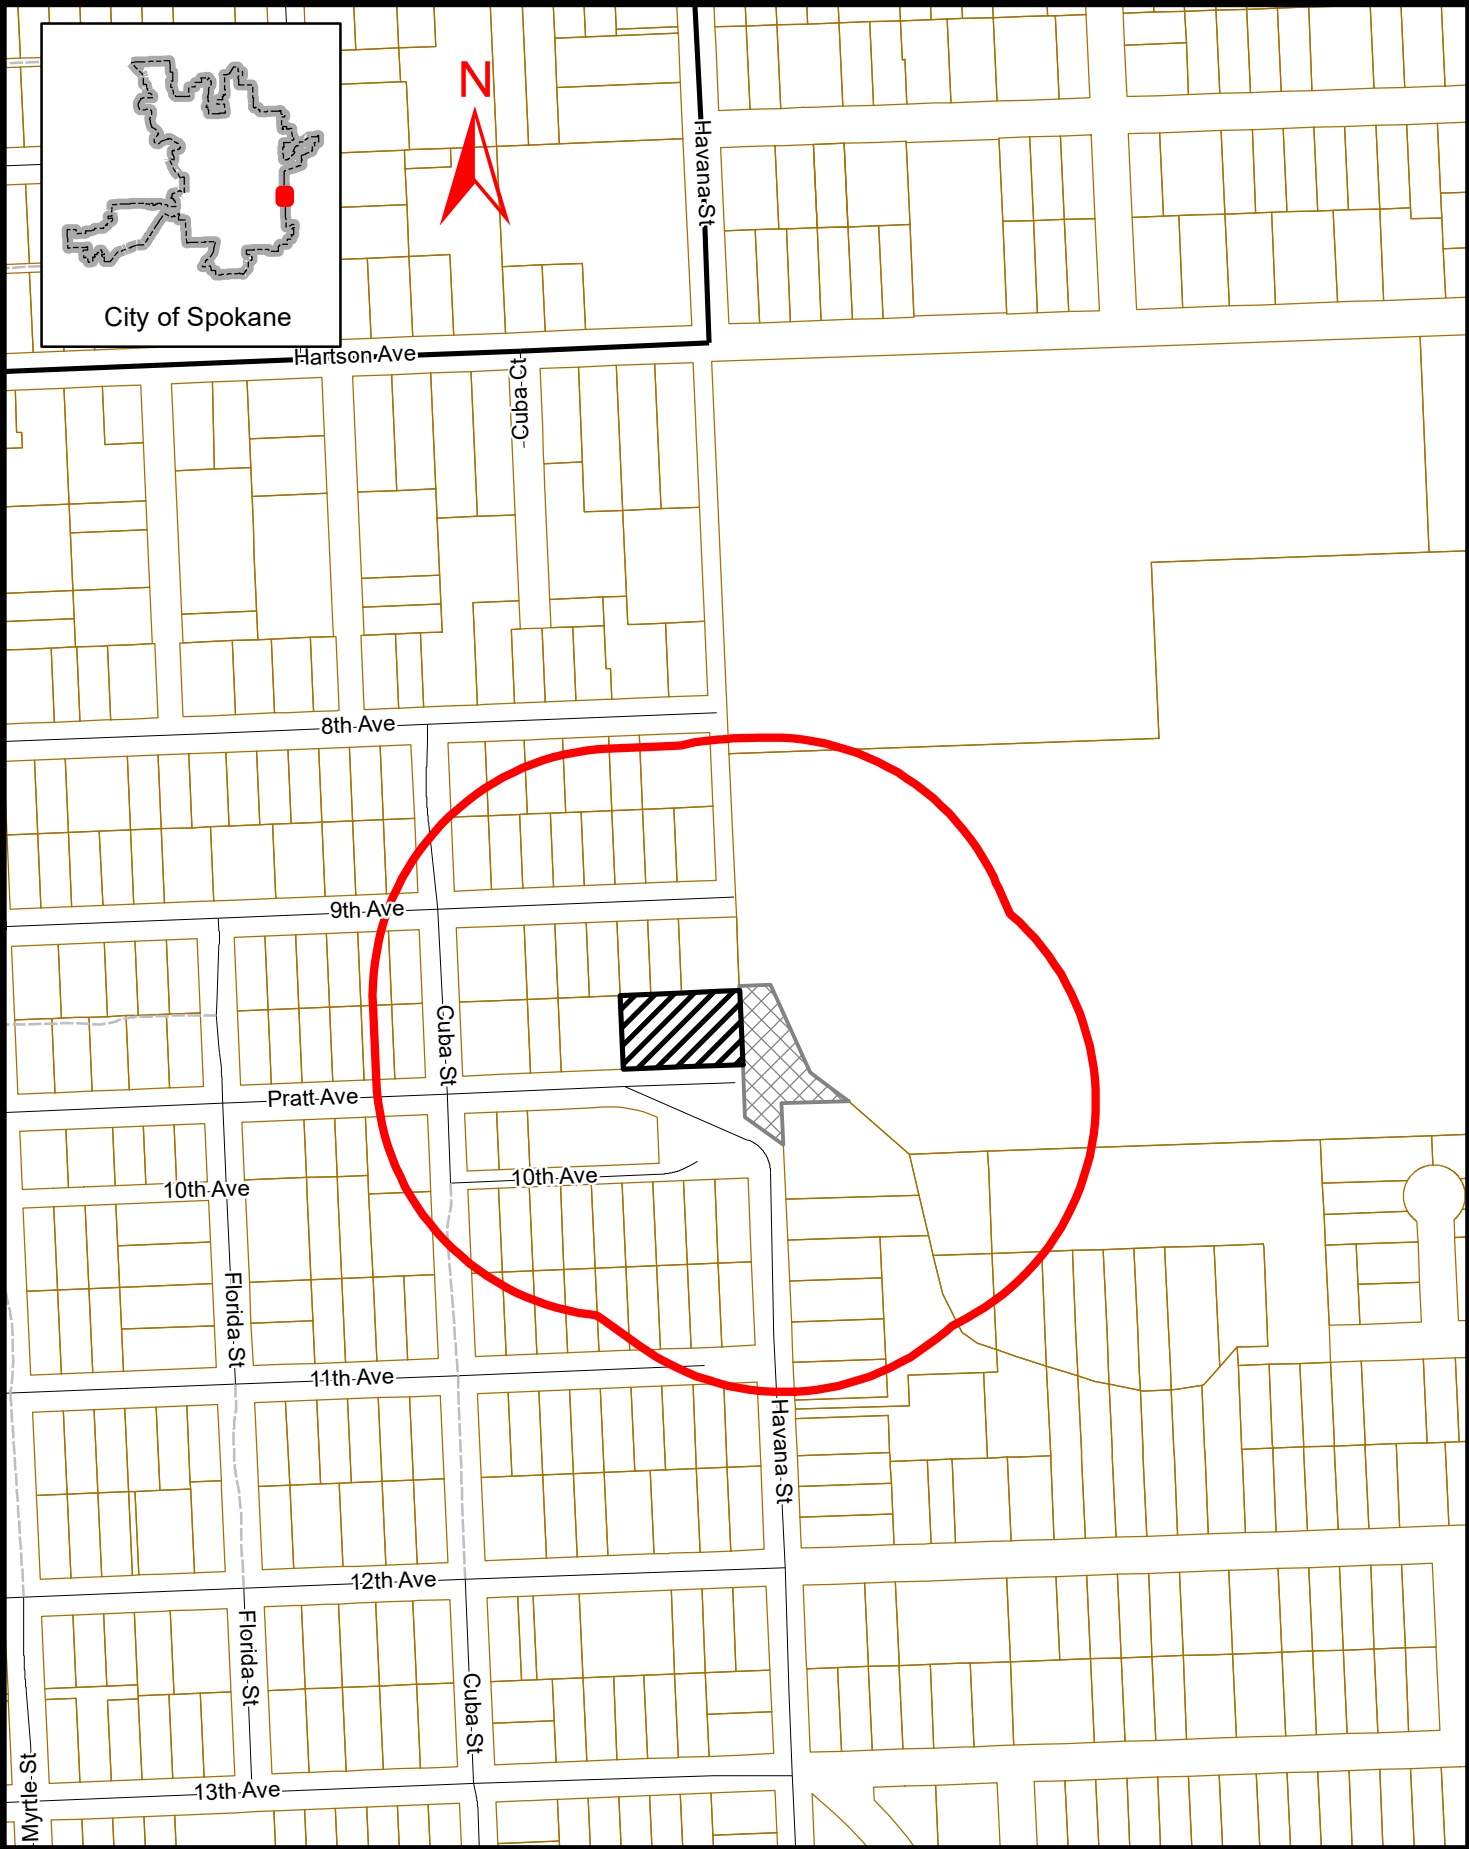 N
Havana St
City of Spokane
Hartson Ave
Cuba Ct
8th Ave
9th Ave
Cuba St
Pratt Ave
10th Ave
10th Ave
Florida St
11th Ave
Havana St
12th Ave
Florida St
Cuba St
Myrtle St
13th Ave